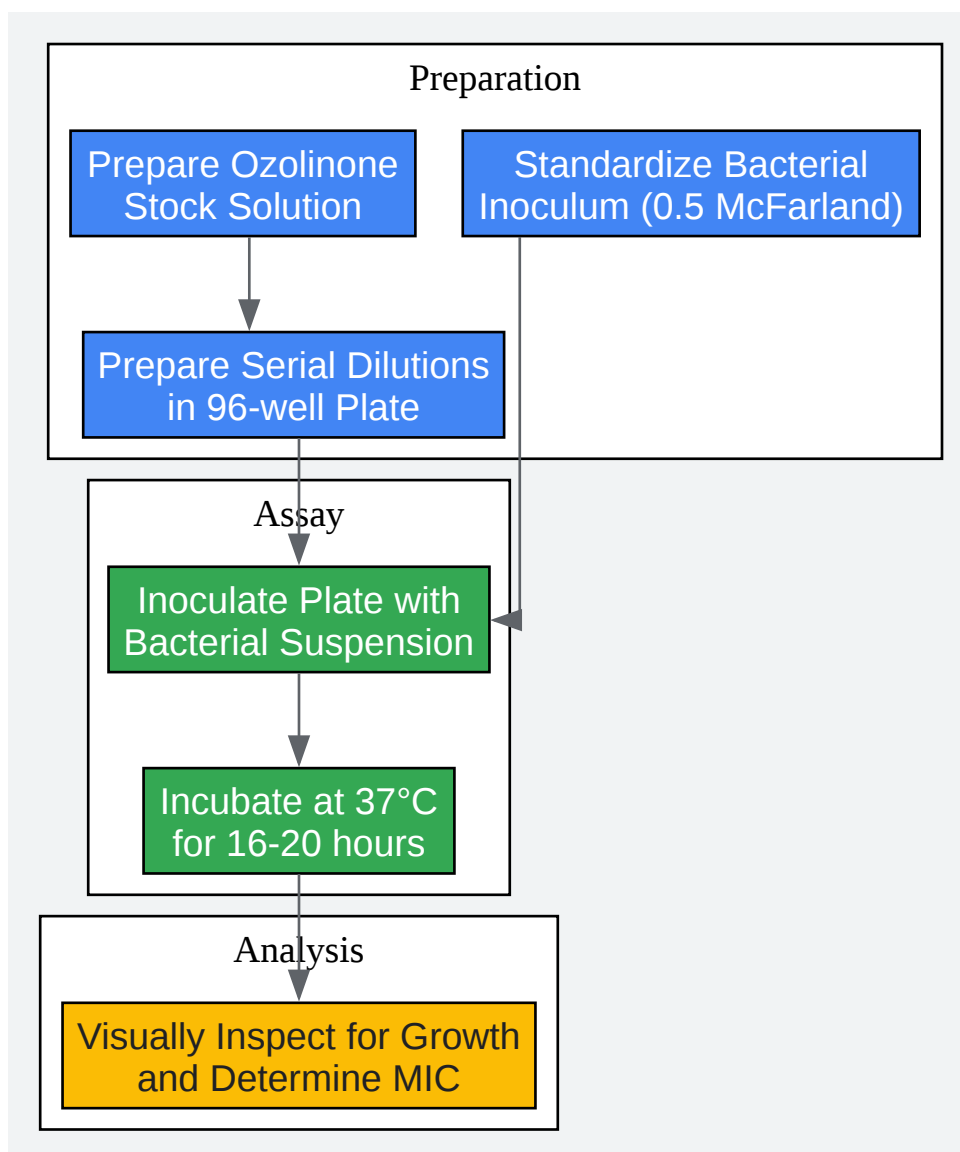 Preparation
Prepare Ozolinone
Stock Solution
Standardize Bacterial
Inoculum (0.5 McFarland)
Prepare Serial Dilutions
in 96-well Plate
Assay
Inoculate Plate with
Bacterial Suspension
Incubate at 37°C
for 16-20 hours
Analysis
Visually Inspect for Growth
and Determine MIC